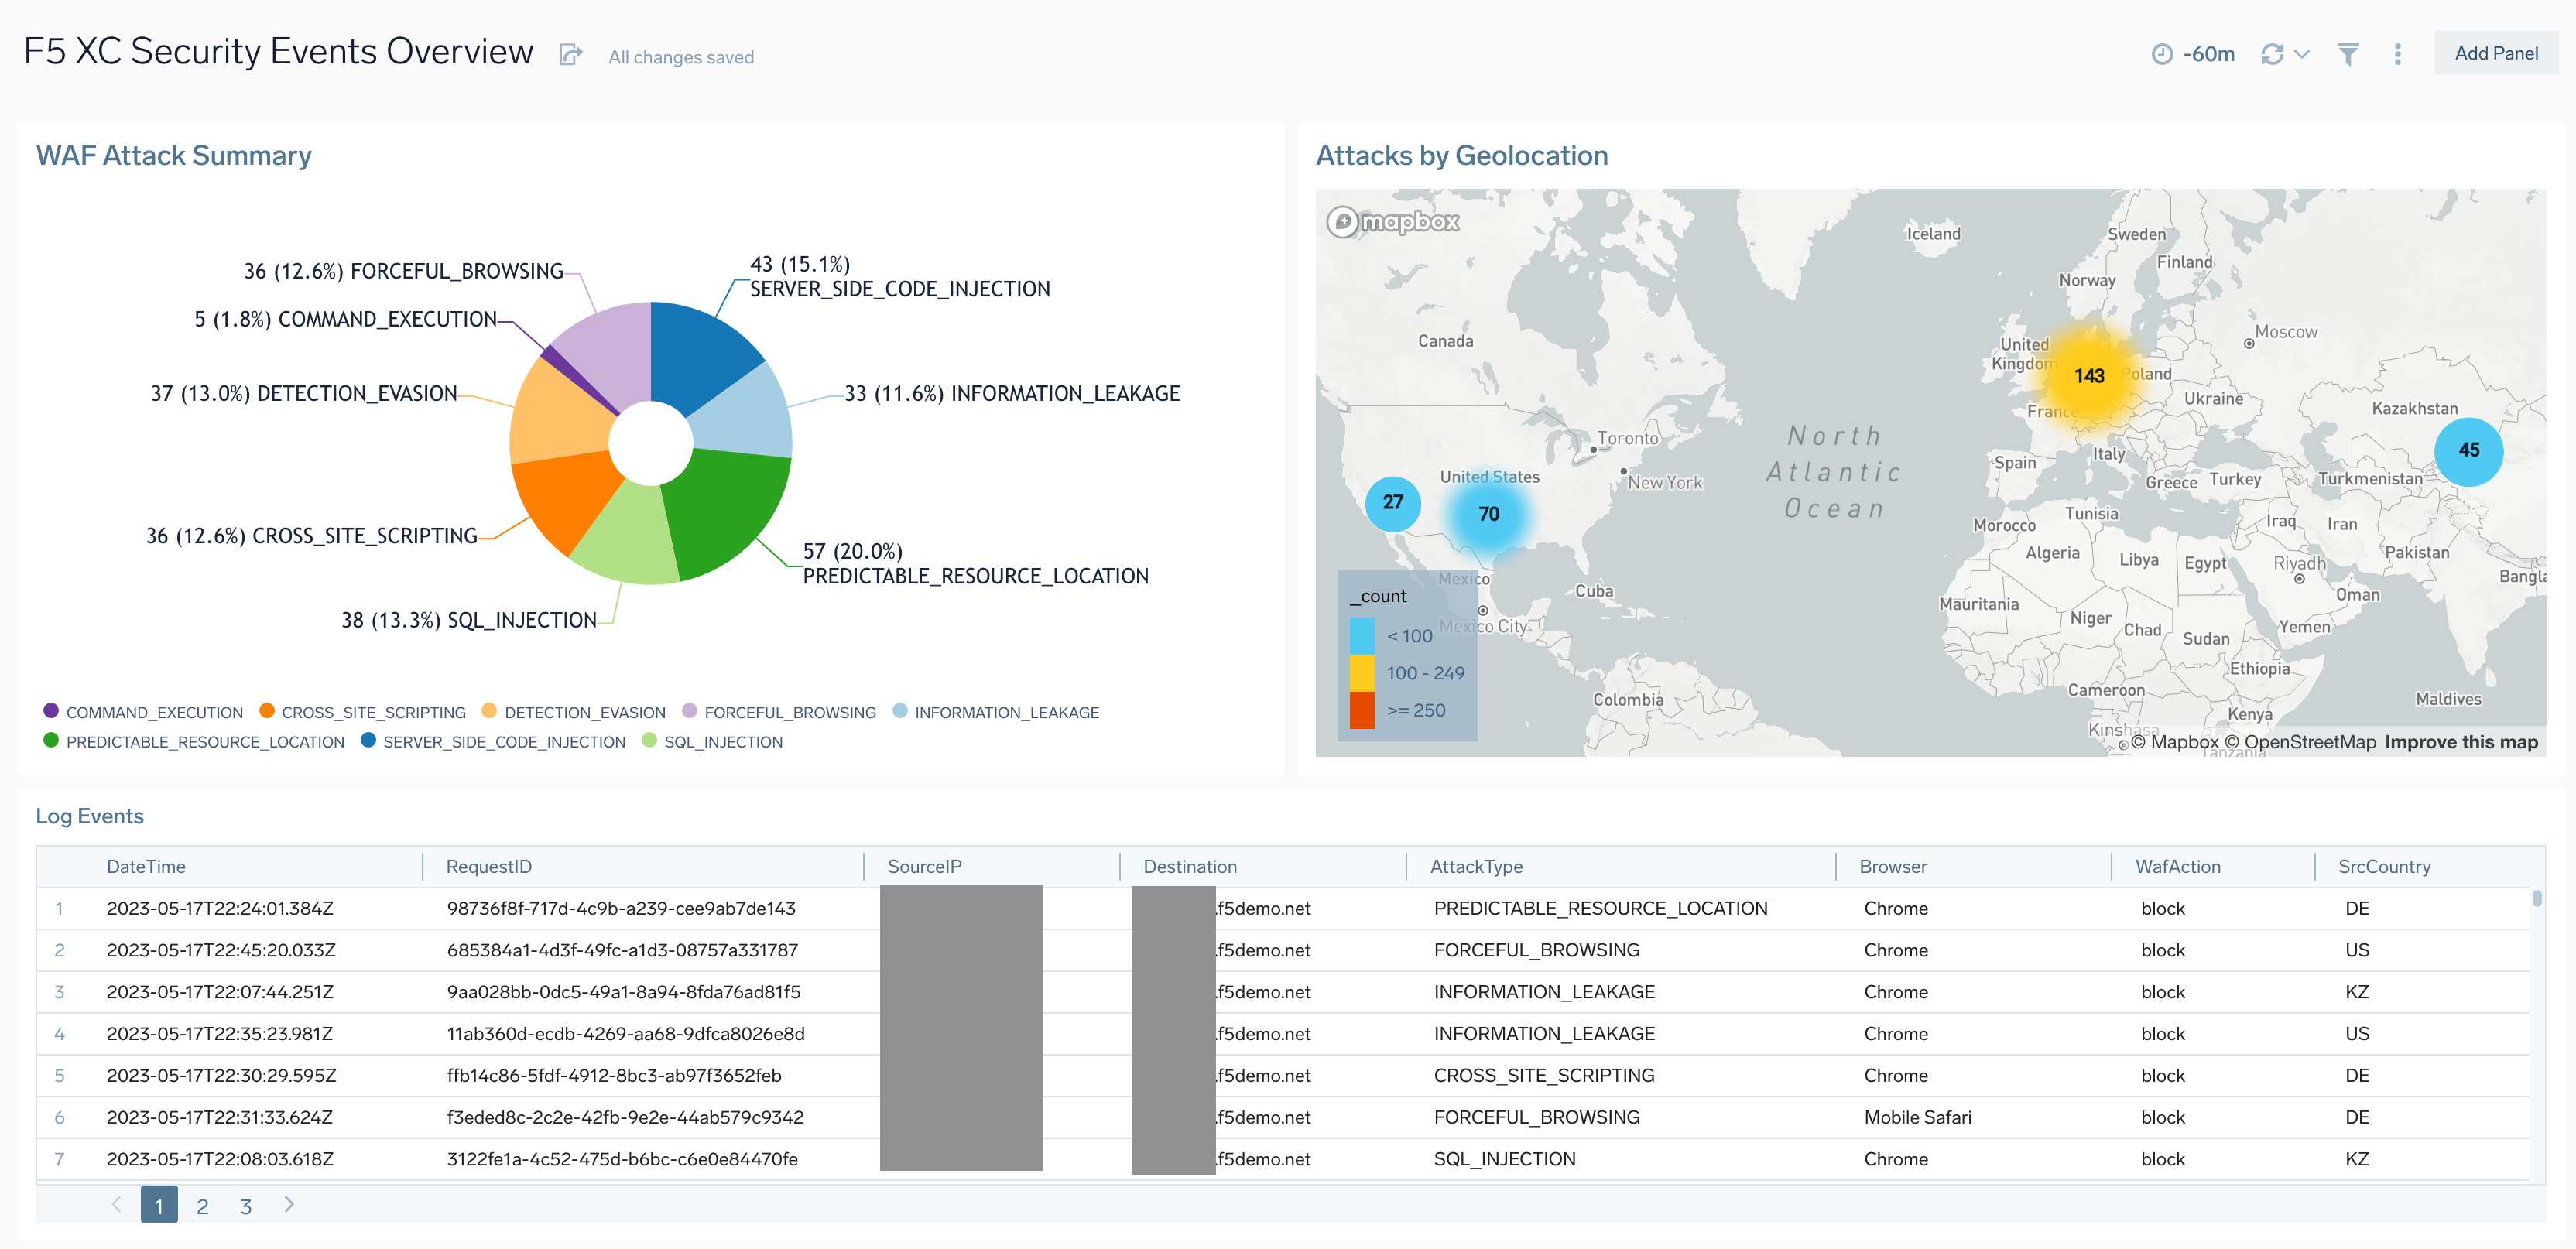 F5 XC Security Events Overview
All changes saved
-60m
Add Panel
WAF Attack Summary
36 (12.6%) FORCEFUL_BROWSING
43 (15.1%)
SERVER_SIDE_CODE_INJECTION
5 (1.8%) COMMAND_EXECUTION
37 (13.0%) DETECTION_EVASION
33 (11.6%) INFORMATION_LEAKAGE
36 (12.6%) CROSS_SITE_SCRIPTING
57 (20.0%)
PREDICTABLE_RESOURCE_LOCATION
38 (13.3%) SQL_INJECTION
COMMAND_EXECUTION CROSS_SITE_SCRIPTING DETECTION_EVASION FORCEFUL_BROWSING INFORMATION_LEAKAGE
PREDICTABLE_RESOURCE_LOCATION SERVER_SIDE_CODE_INJECTION SQL_INJECTION
Attacks by Geolocation
mapbox
Iceland
Sweden
Finland
Norway
Moscow
Canada
United
Kingdom
143
Poland
Ukraine
France
Kazakhstan
Toronto
North
Atlantic
Ocean
Italy
45
Spain
United States
New York
Greece
Turkey
Turkmenistan
27
70
Tunisia
Morocco
Iraq
Iran
Algeria
Libya
Egypt
Pakistan
Riyadh
Mexico
Cuba
Oman
Bangla
Mauritania
Niger
Chad
Sudan
Yemen
Mexico City
Ethiopia
Cameroon
Colombia
Maldives
Kenya
Kinshasa
Tanzania
_count
< 100
100 - 249
>= 250
© Mapbox © OpenStreetMap Improve this map
Log Events
DateTime RequestID SourceIP Destination AttackType Browser WafAction SrcCountry
1 2023-05-17T22:24:01.384Z 98736f8f-717d-4c9b-a239-cee9ab7de143 .f5demo.net PREDICTABLE_RESOURCE_LOCATION Chrome block DE
2 2023-05-17T22:45:20.033Z 685384a1-4d3f-49fc-a1d3-08757a331787 .f5demo.net FORCEFUL_BROWSING Chrome block US
3 2023-05-17T22:07:44.251Z 9aa028bb-0dc5-49a1-8a94-8fda76ad81f5 .f5demo.net INFORMATION_LEAKAGE Chrome block KZ
4 2023-05-17T22:35:23.981Z 11ab360d-ecdb-4269-aa68-9dfca8026e8d .f5demo.net INFORMATION_LEAKAGE Chrome block US
5 2023-05-17T22:30:29.595Z ffb14c86-5fdf-4912-8bc3-ab97f3652feb .f5demo.net CROSS_SITE_SCRIPTING Chrome block DE
6 2023-05-17T22:31:33.624Z f3eded8c-2c2e-42fb-9e2e-44ab579c9342 .f5demo.net FORCEFUL_BROWSING Mobile Safari block DE
7 2023-05-17T22:08:03.618Z 3122fe1a-4c52-475d-b6bc-c6e0e84470fe .f5demo.net SQL_INJECTION Chrome block KZ
1 2 3